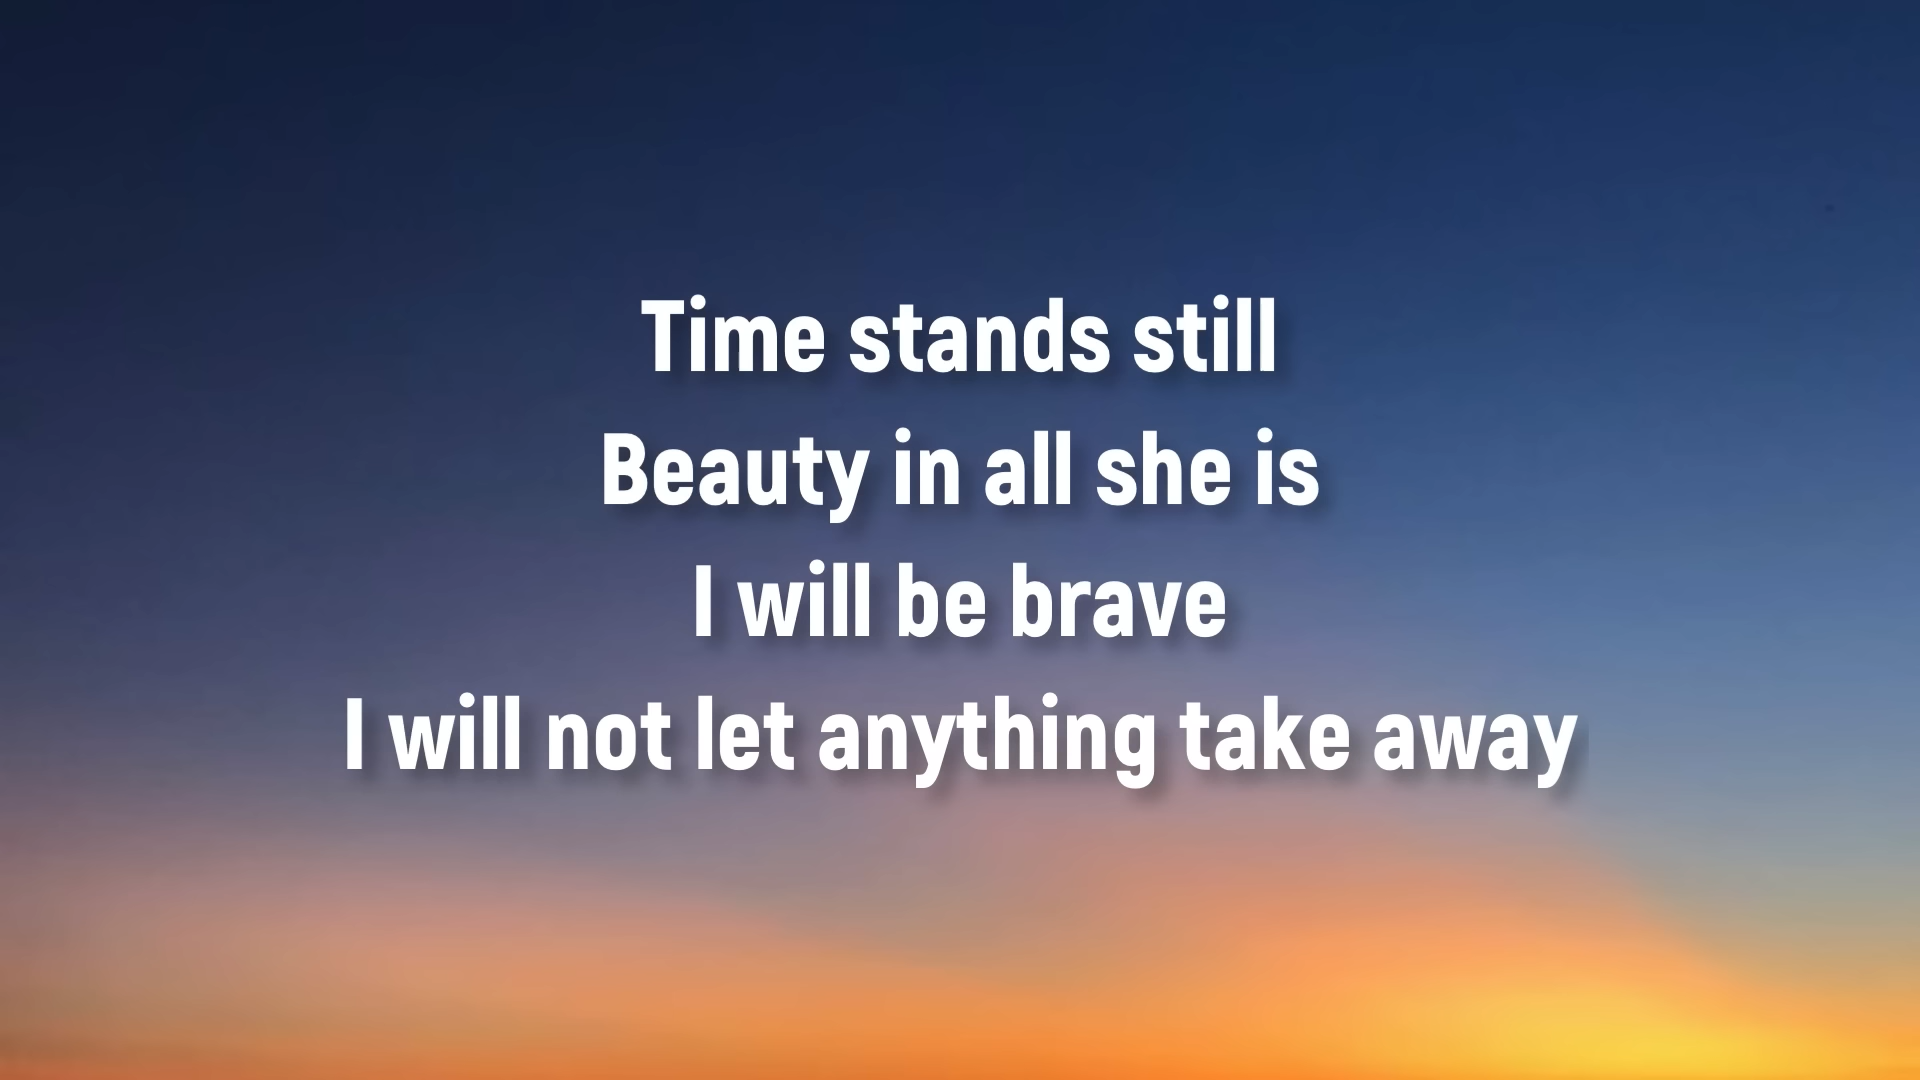 Time stands still
Beauty in all she is
I will be brave
I will not let anything take away